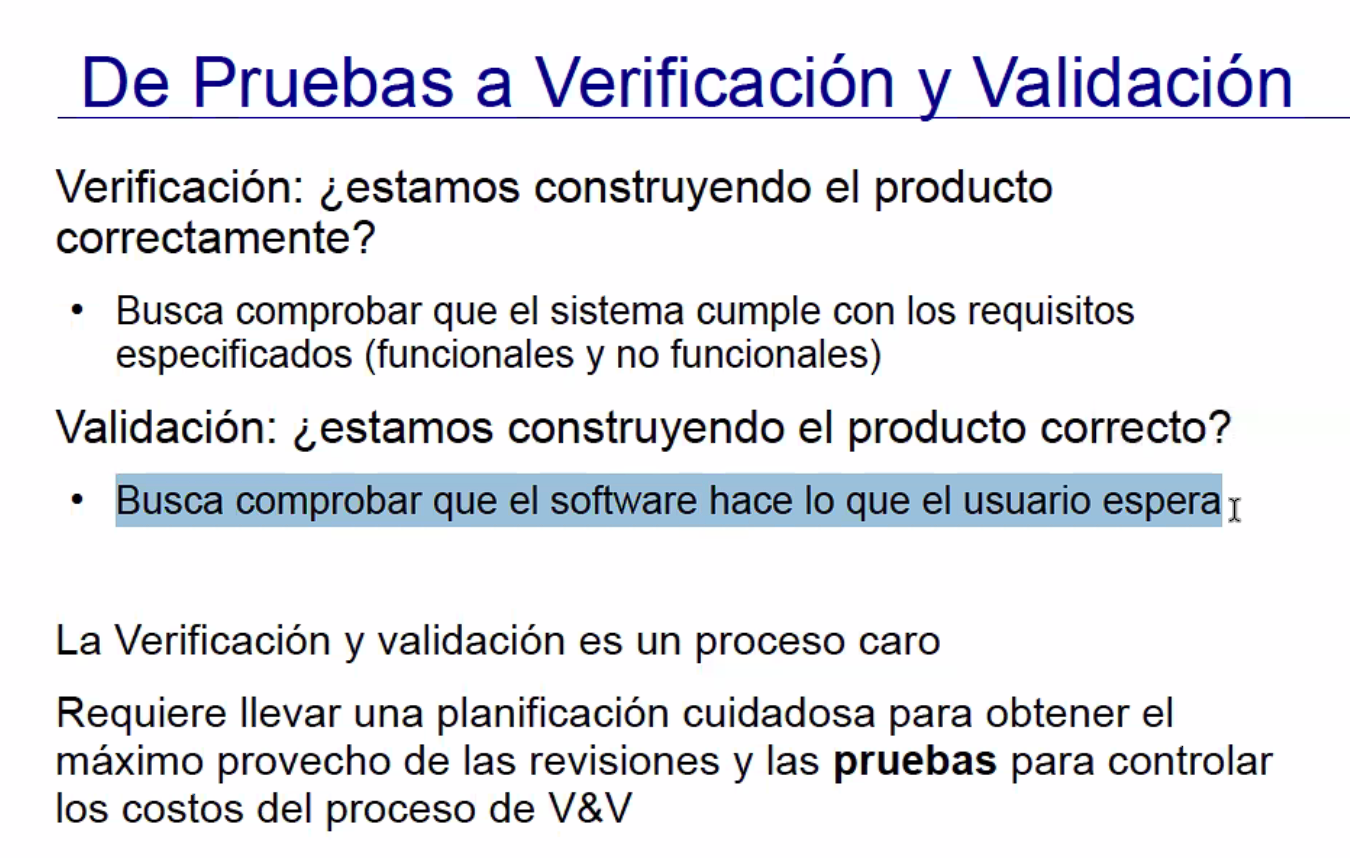 De Pruebas a Verificación y Validación
Verificación: ¿estamos construyendo el producto
correctamente?
• Busca comprobar que el sistema cumple con los requisitos
especificados (funcionales y no funcionales)
Validación: ¿estamos construyendo el producto correcto?
• Busca comprobar que el software hace lo que el usuario espera
La Verificación y validación es un proceso caro
Requiere llevar una planificación cuidadosa para obtener el
máximo provecho de las revisiones y las pruebas para controlar
los costos del proceso de V&V